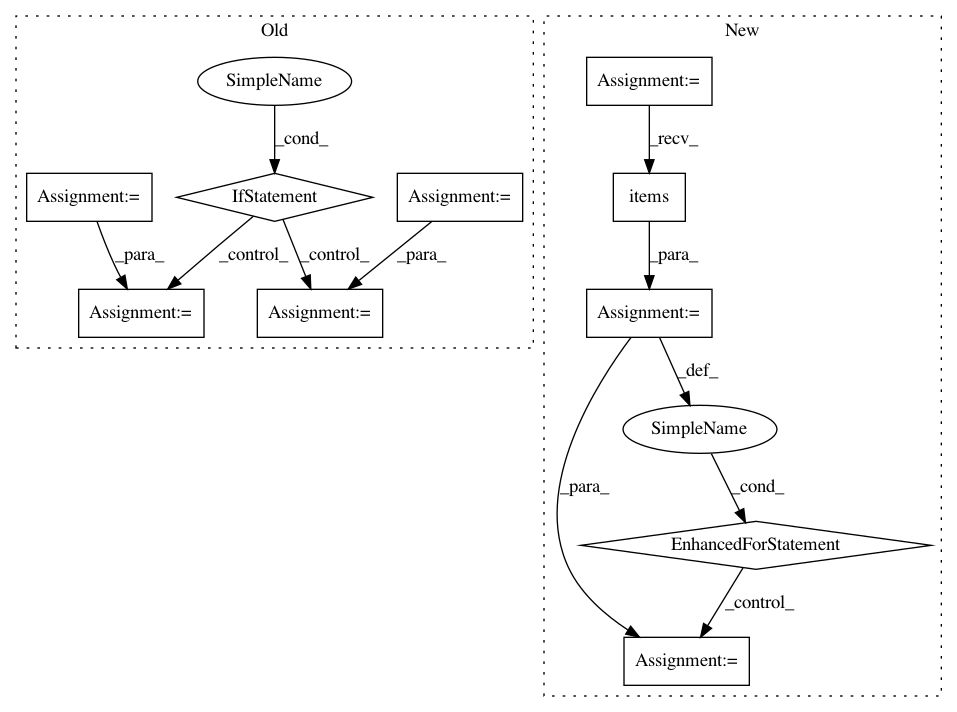 Old
SimpleName
_cond_
Assignment:=
IfStatement
Assignment:=
_para_
_control_
_control_
_para_
Assignment:=
Assignment:=
New
Assignment:=
_recv_
items
_para_
Assignment:=
_def_
SimpleName
_para_
_cond_
EnhancedForStatement
_control_
Assignment:=